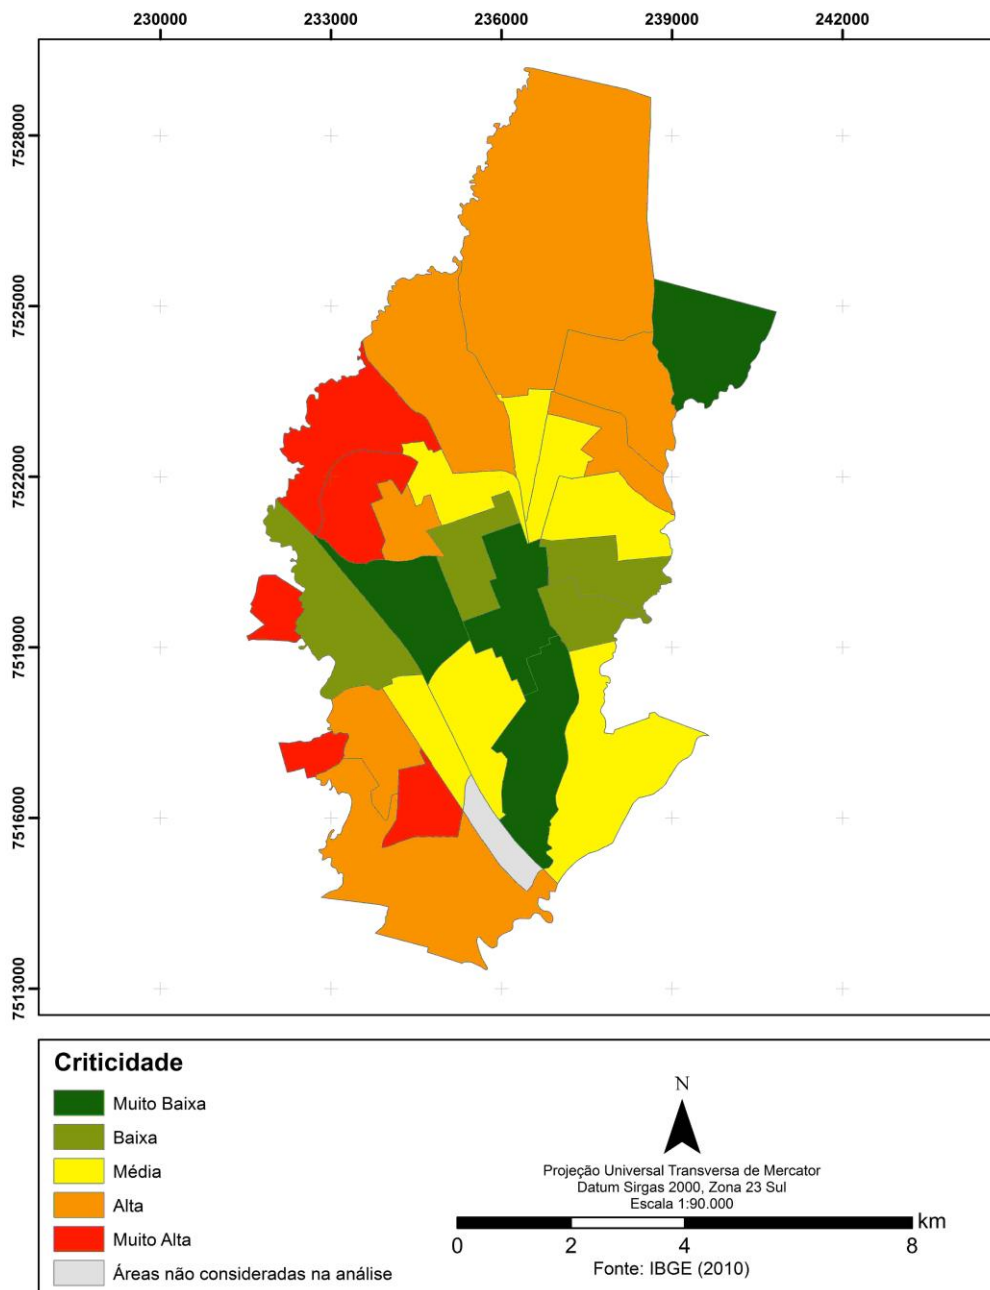 230000 233000 236000 239000 242000
7528000
7525000
7522000
7519000
7516000
7513000
Criticidade
Muito Baixa
Baixa
Média
Alta
Muito Alta
Áreas não consideradas na análise
N
Projeção Universal Transversa de Mercator
Datum Sirgas 2000, Zona 23 Sul
Escala 1:90.000
km
0 2 4 8
Fonte: IBGE (2010)